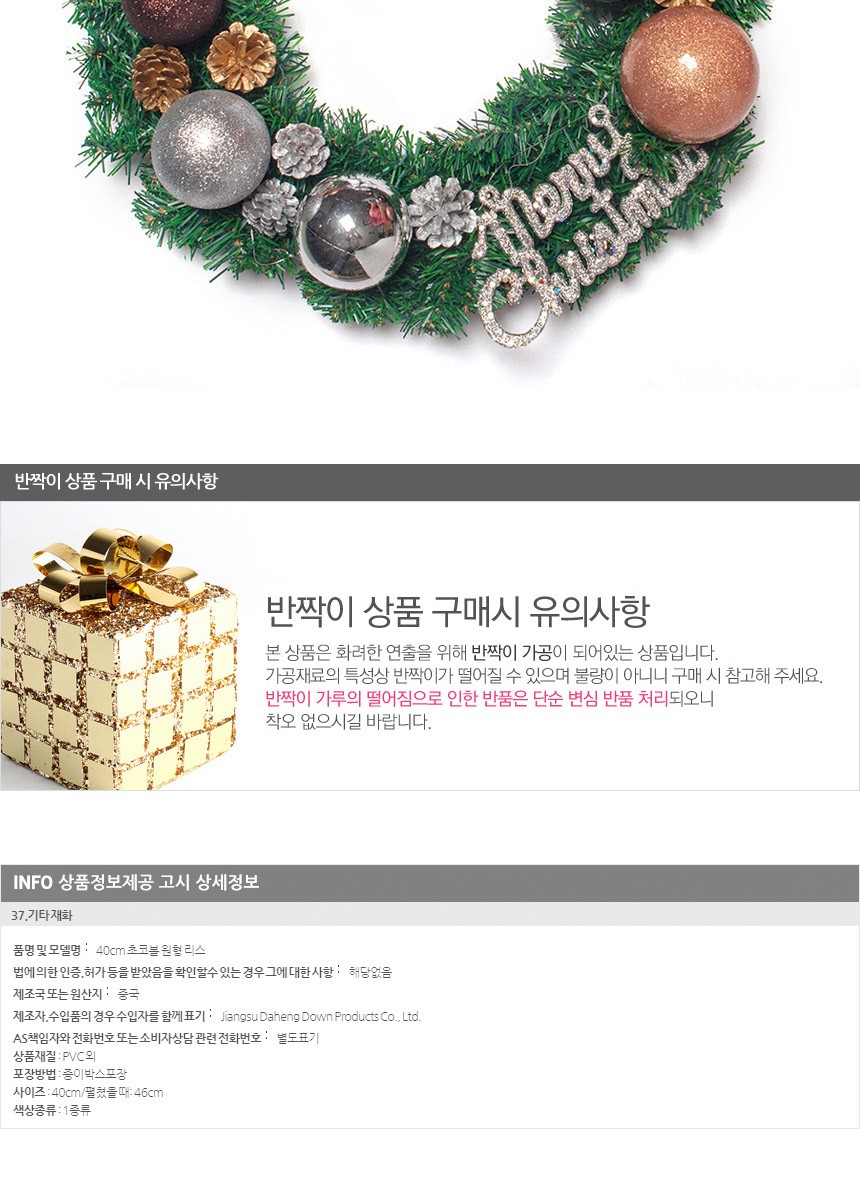 Merry
Christmas
반짝이 상품 구매 시 유의사항
반짝이 상품 구매시 유의사항
본 상품은 화려한 연출을 위해 반짝이 가공이 되어있는 상품입니다.
가공재료의 특성상 반짝이가 떨어질 수 있으며 불량이 아니니 구매 시 참고해 주세요.
반짝이 가루의 떨어짐으로 인한 반품은 단순 변심 반품 처리되오니
착오 없으시길 바랍니다.
INFO 상품정보제공 고시 상세정보
37.기타재화
품명 및 모델명 : 40cm 초코볼 원형 리스
법에 의한 인증,허가 등을 받았음을 확인할수 있는 경우 그에 대한 사항 : 해당없음
제조국 또는 원산지 : 중국
제조자,수입품의 경우 수입자를 함께 표기 : Jiangsu Daheng Down Products Co., Ltd.
AS책임자와 전화번호 또는 소비자상담 관련 전화번호 : 별도표기
상품재질 : PVC 외
포장방법 : 종이박스포장
사이즈 : 40cm/펼쳤을 때: 46cm
색상종류 : 1종류